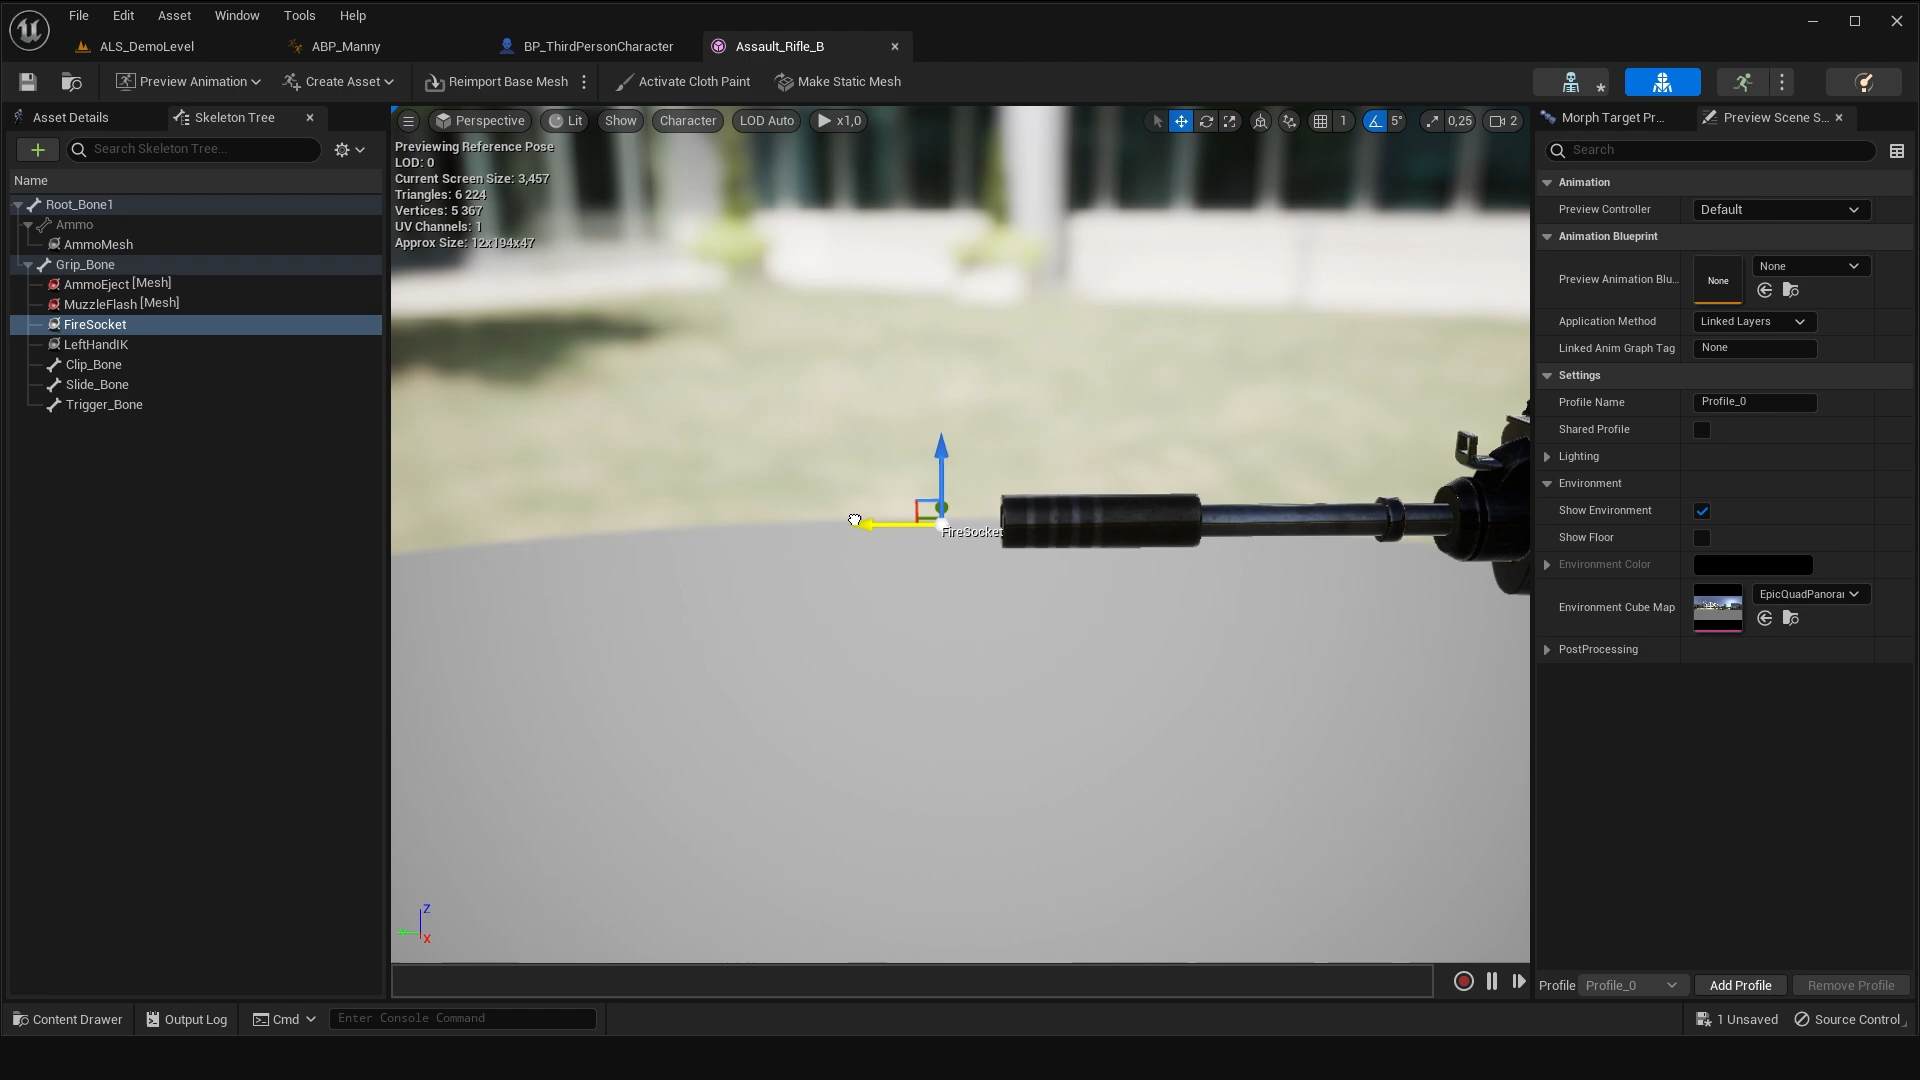 File Edit Asset Window Tools Help
ALS_DemoLevel ABP_Manny BP_ThirdPersonCharacter Assault_Rifle_B
Preview Animation Create Asset Reimport Base Mesh Activate Cloth Paint Make Static Mesh
Asset Details Skeleton Tree
Search Skeleton Tree...
Name
Root_Bone1
Ammo
AmmoMesh
Grip_Bone
AmmoEject [Mesh]
MuzzleFlash [Mesh]
FireSocket
LeftHandIK
Clip_Bone
Slide_Bone
Trigger_Bone
Perspective Lit Show Character LOD Auto x1,0 1 5° 0,25 2
Previewing Reference Pose
LOD: 0
Current Screen Size: 3,457
Triangles: 6 224
Vertices: 5 367
UV Channels: 1
Approx Size: 12x194x47
FireSocket
Z
X
Morph Target Pr... Preview Scene S...
Search
Animation
Preview Controller Default
Animation Blueprint
Preview Animation Blu... None None
Application Method Linked Layers
Linked Anim Graph Tag None
Settings
Profile Name Profile_0
Shared Profile
Lighting
Environment
Show Environment
Show Floor
Environment Color
Environment Cube Map EpicQuadPanorar
PostProcessing
Profile Profile_0 Add Profile Remove Profile
Content Drawer Output Log Cmd Enter Console Command 1 Unsaved Source Control